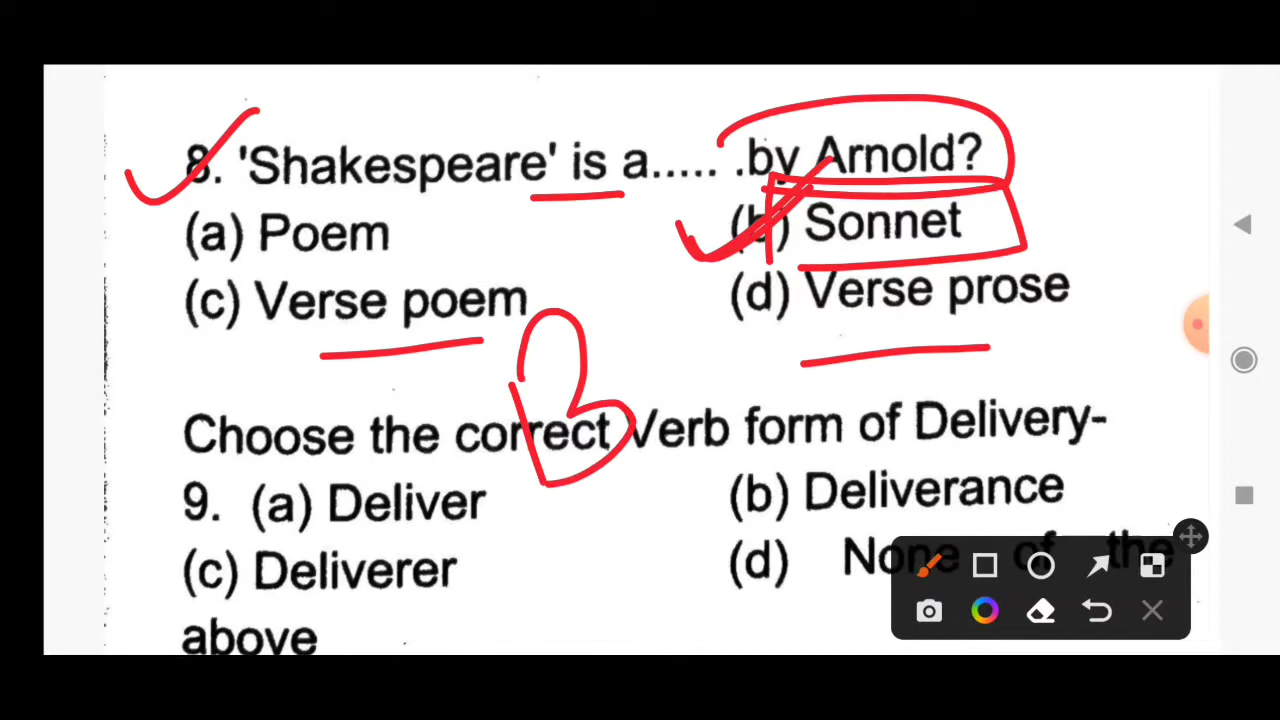 8. 'Shakespeare' is a..... .by Arnold?
(a) Poem (b) Sonnet
(c) Verse poem (d) Verse prose
B
Choose the correct Verb form of Delivery-
9. (a) Deliver (b) Deliverance
(c) Deliverer (d) None of the
above